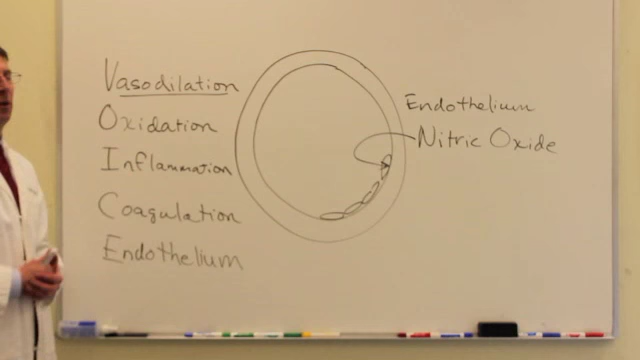 Vasodilation
Oxidation
Inflammation
Coagulation
Endothelium
Endothelium
Nitric Oxide